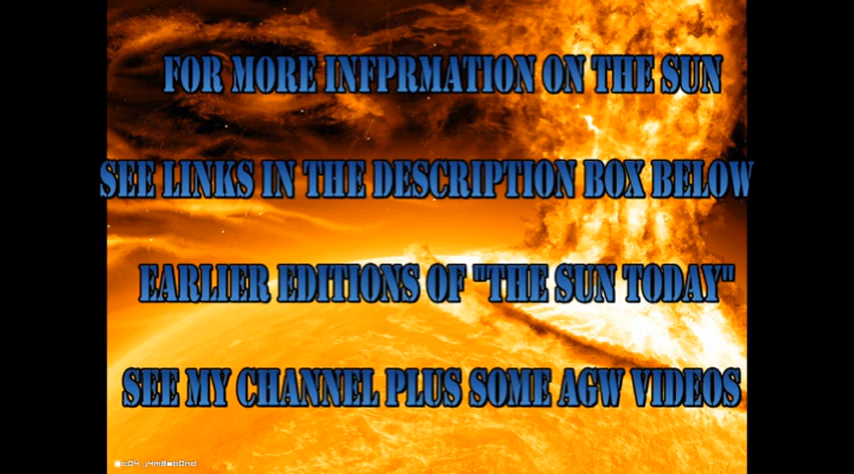 FOR MORE INFPRMATION ON THE SUN
SEE LINKS IN THE DESCRIPTION BOX BELOW
EARLIER EDITIONS OF "THE SUN TODAY"
SEE MY CHANNEL PLUS SOME AGW VIDEOS